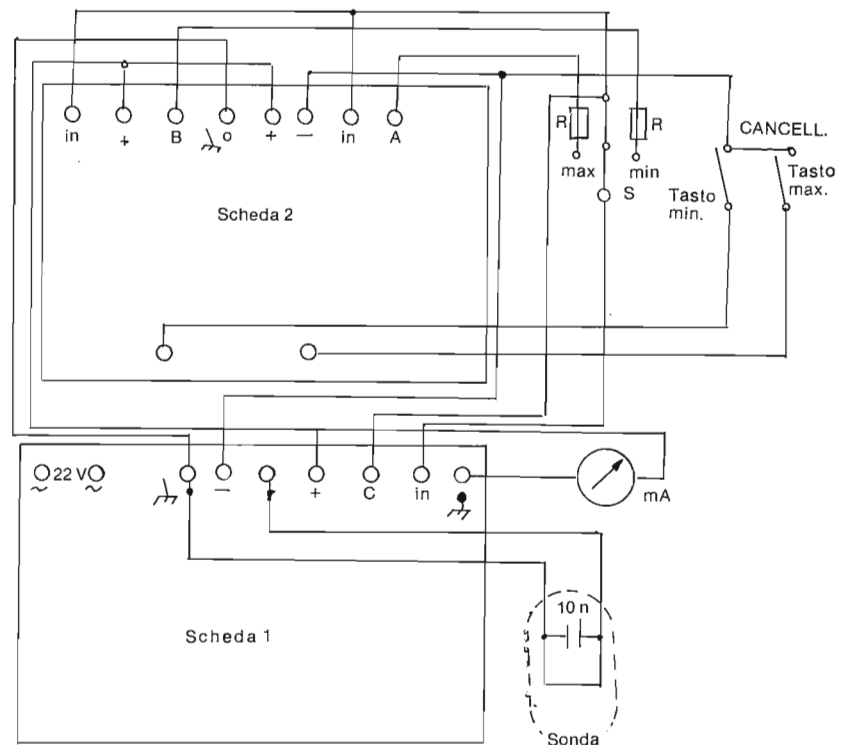 in + B o + — in A
R R
CANCELL.
max min
S
Tasto min.
Tasto max.
Scheda 2
~ 22 V ~
— + C in
mA
Scheda 1
10 n
Sonda